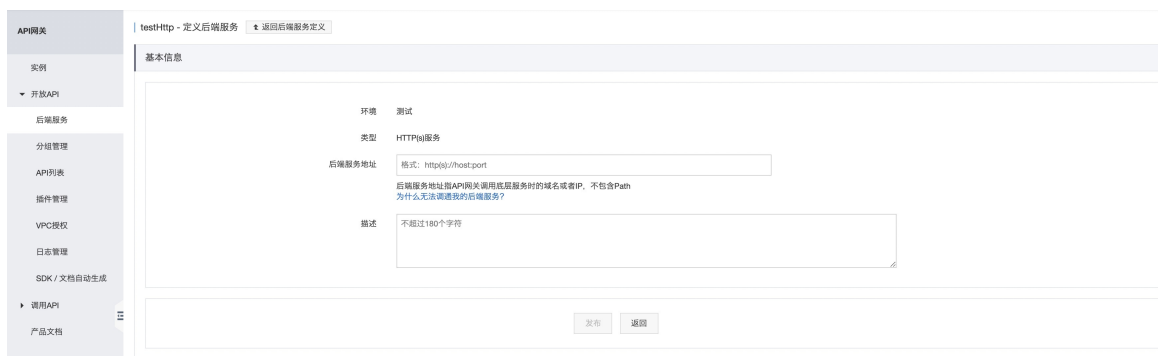 API网关
实例
开放API
后端服务
分组管理
API列表
插件管理
VPC授权
日志管理
SDK / 文档自动生成
调用API
产品文档
testHttp - 定义后端服务 返回后端服务定义
基本信息
环境 测试
类型 HTTP(s)服务
后端服务地址 格式：http(s)://host:port
后端服务地址指API网关调用底层服务时的域名或者IP，不包含Path
为什么无法调通我的后端服务?
描述 不超过180个字符
发布 返回